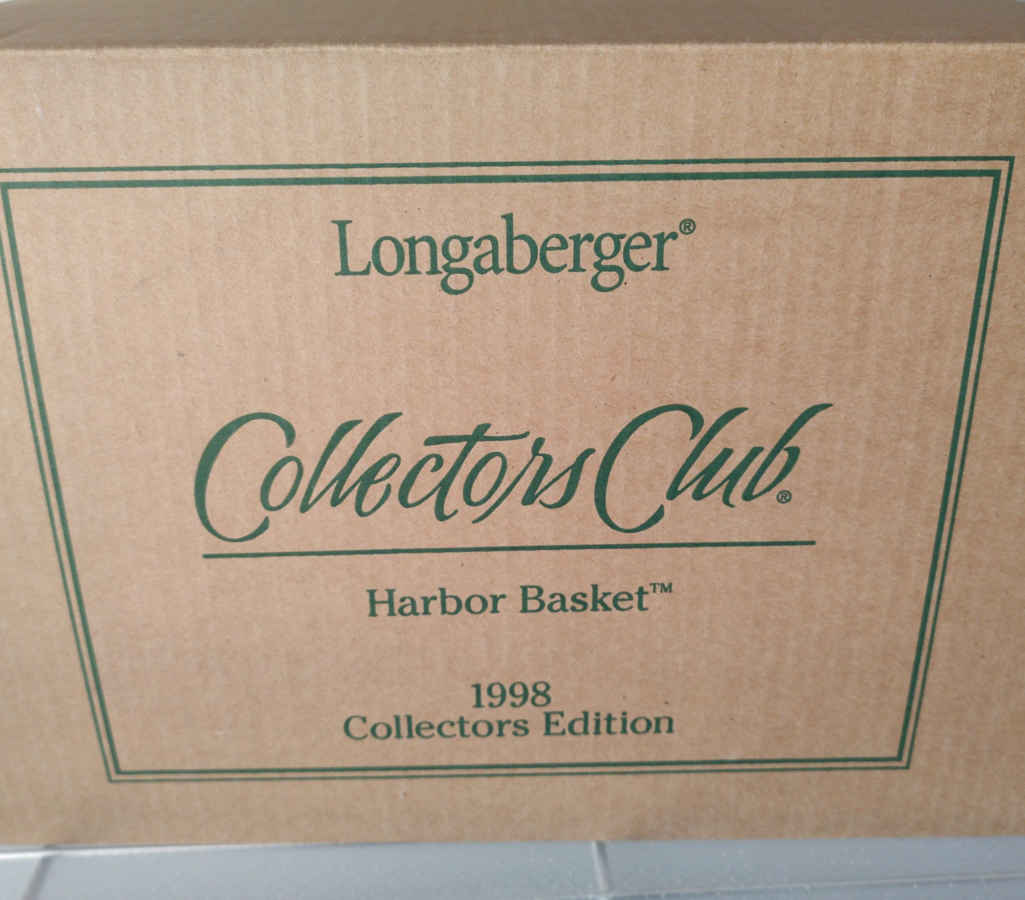 Longaberger®
Collectors Club®
Harbor Basket™
1998
Collectors Edition